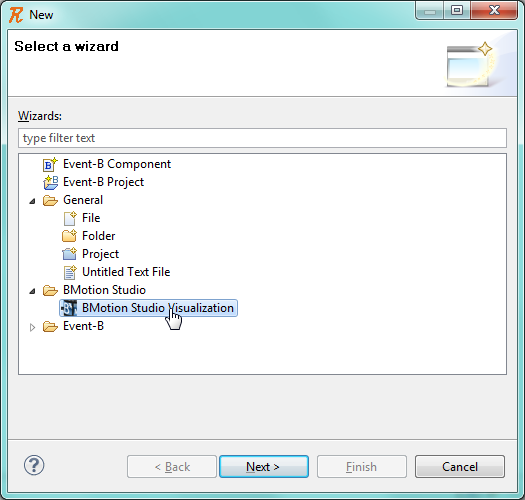 New
Select a wizard
Wizards:
type filter text
Event-B Component
Event-B Project
General
File
Folder
Project
Untitled Text File
BMotion Studio
BMotion Studio Visualization
Event-B
< Back
Next >
Finish
Cancel